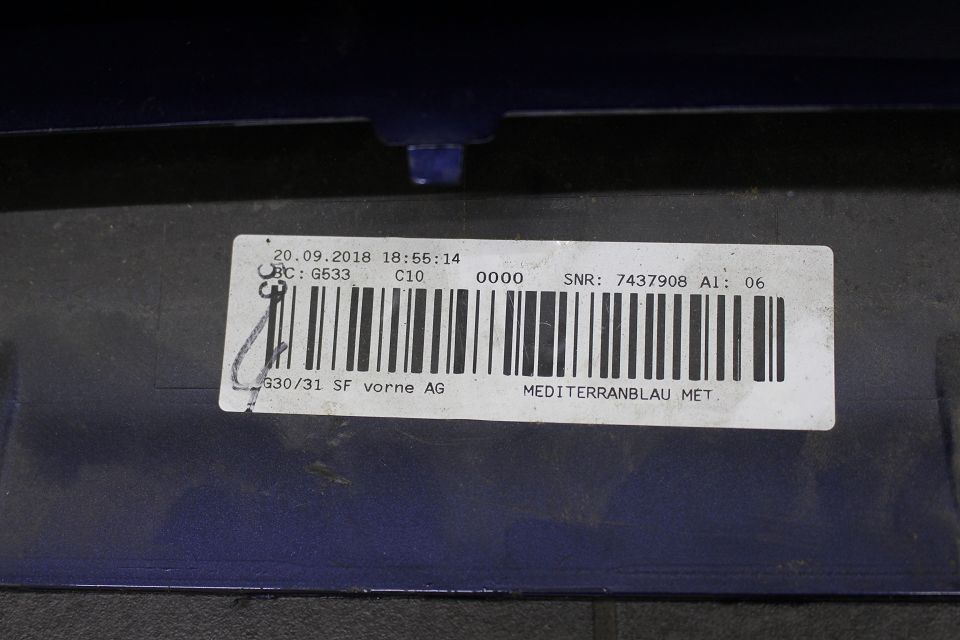 20.09.2018 18:55:14
BC: G533 C10 0000 SNR: 7437908 AI: 06
G30/31 SF vorne AG MEDITERRANBLAU MET.